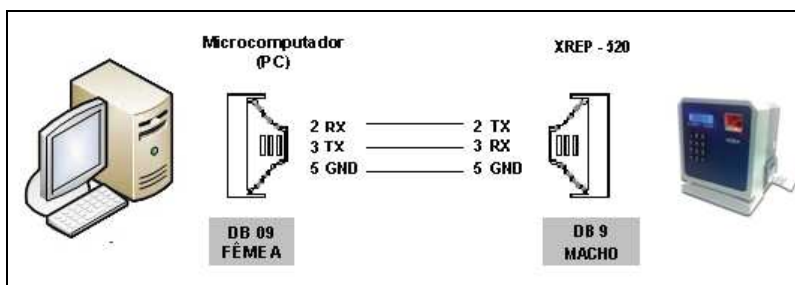 Microcomputador
(PC)
XREP - 520
2 RX
2 TX
3 TX
3 RX
5 GND
5 GND
DB 09
FÊMEA
DB 9
MACHO